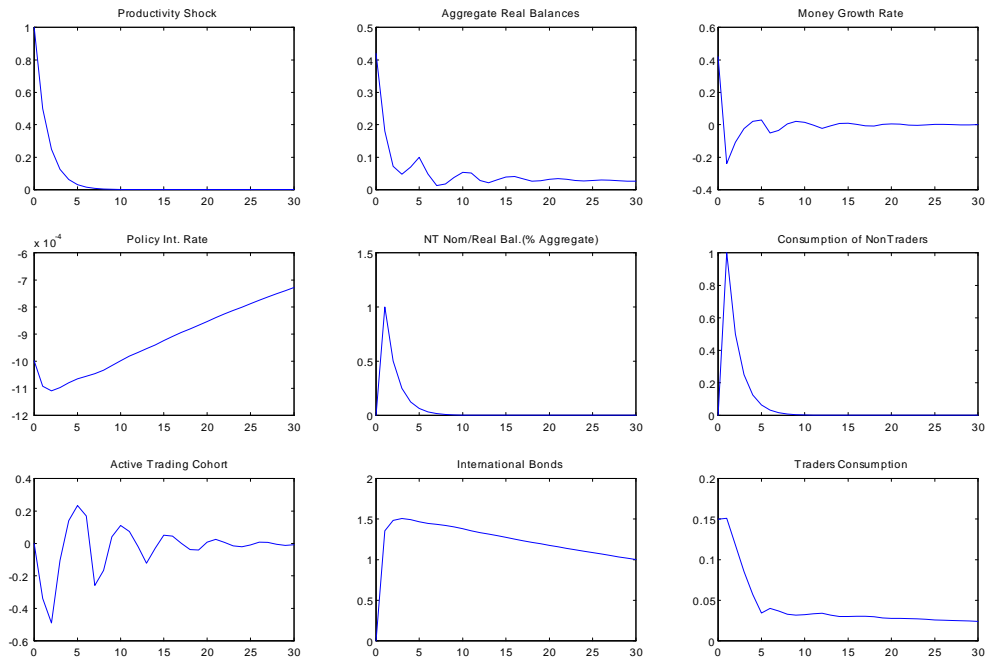 Productivity Shock
1
0.8
0.6
0.4
0.2
0
0 5 10 15 20 25 30
Aggregate Real Balances
0.5
0.4
0.3
0.2
0.1
0
0 5 10 15 20 25 30
Money Growth Rate
0.6
0.4
0.2
0
-0.2
-0.4
0 5 10 15 20 25 30
x 10-4
Policy Int. Rate
-6
-7
-8
-9
-10
-11
-12
0 5 10 15 20 25 30
NT Nom/Real Bal.(% Aggregate)
1.5
1
0.5
0
0 5 10 15 20 25 30
Consumption of NonTraders
1
0.8
0.6
0.4
0.2
0
0 5 10 15 20 25 30
Active Trading Cohort
0.4
0.2
0
-0.2
-0.4
-0.6
0 5 10 15 20 25 30
International Bonds
2
1.5
1
0.5
0
0 5 10 15 20 25 30
Traders Consumption
0.2
0.15
0.1
0.05
0
0 5 10 15 20 25 30